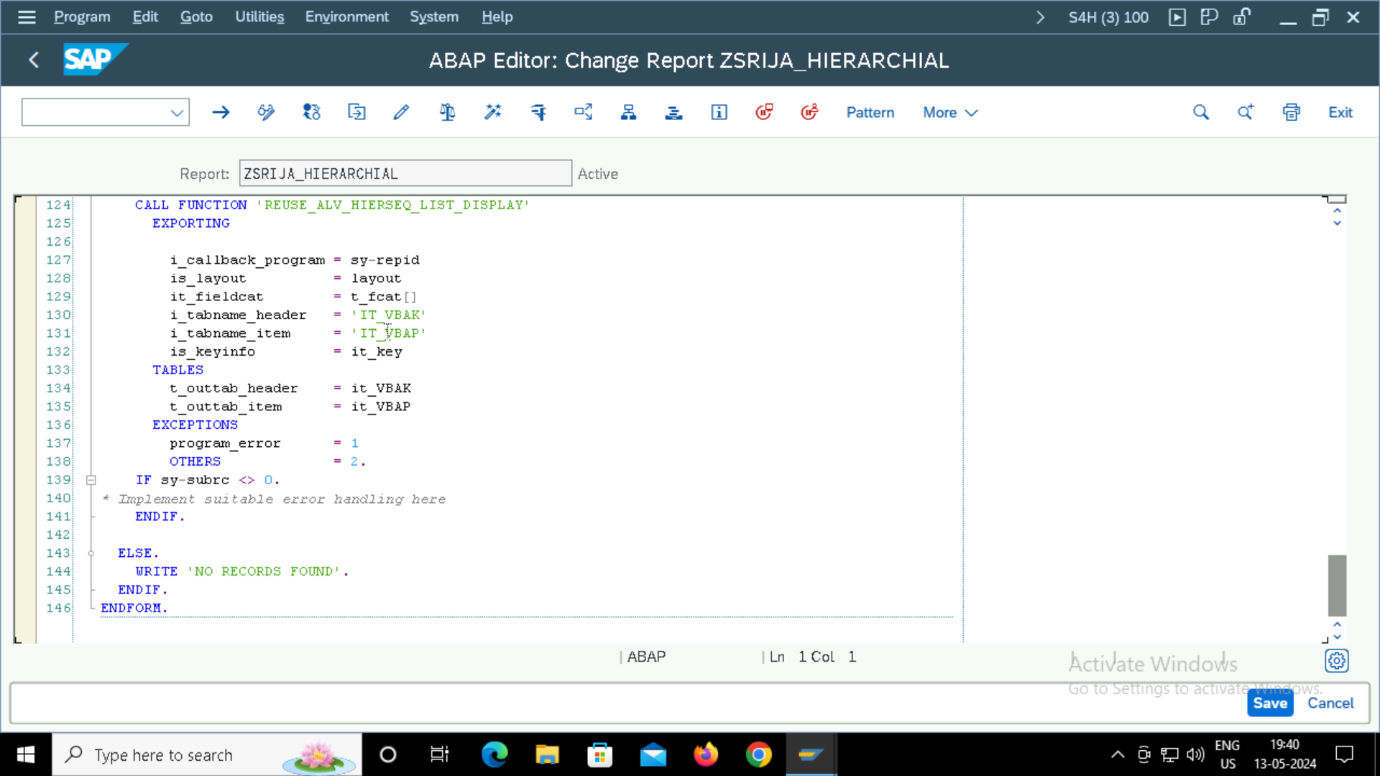 Program Edit Goto Utilities Environment System Help S4H (3) 100
SAP ABAP Editor: Change Report ZSRIJA_HIERARCHIAL
Pattern More Exit
Report: ZSRIJA_HIERARCHIAL Active
124 CALL FUNCTION 'REUSE_ALV_HIERSEQ_LIST_DISPLAY'
125 EXPORTING
126
127 i_callback_program = sy-repid
128 is_layout = layout
129 it_fieldcat = t_fcat[]
130 i_tabname_header = 'IT_VBAK'
131 i_tabname_item = 'IT_VBAP'
132 is_keyinfo = it_key
133 TABLES
134 t_outtab_header = it_VBAK
135 t_outtab_item = it_VBAP
136 EXCEPTIONS
137 program_error = 1
138 OTHERS = 2.
139 IF sy-subrc <> 0.
140 * Implement suitable error handling here
141 ENDIF.
142
143 ELSE.
144 WRITE 'NO RECORDS FOUND'.
145 ENDIF.
146 ENDFORM.
ABAP Ln 1 Col 1
Activate Windows
Go to Settings to activate Windows.
Save Cancel
Type here to search
ENG 19:40
US 13-05-2024